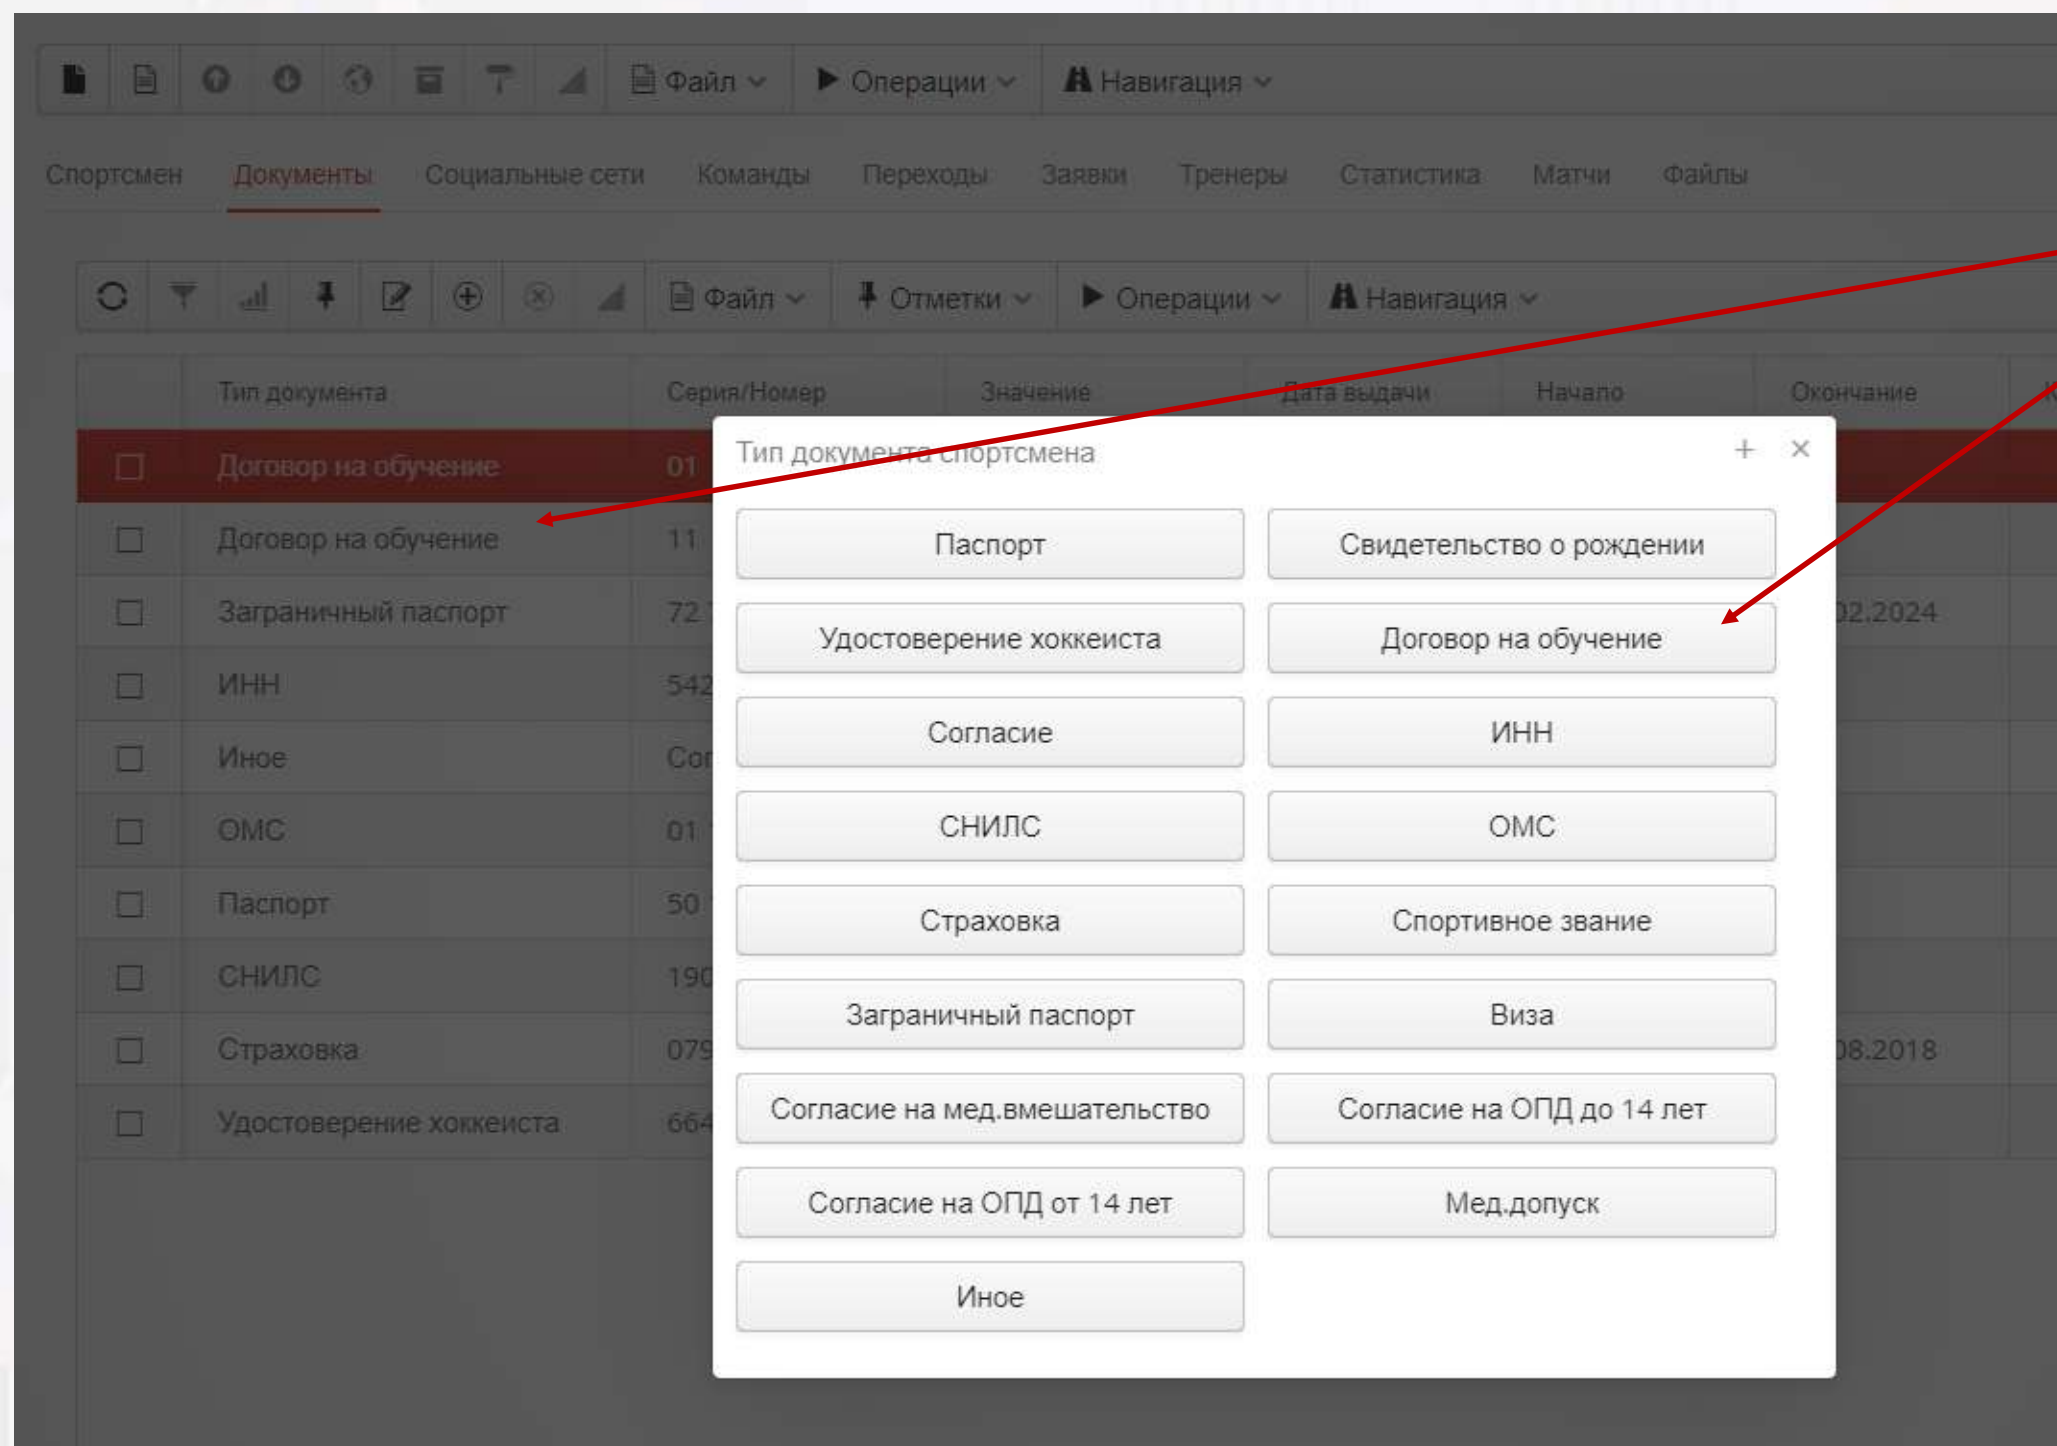 Файл Операции Навигация
Спортсмен Документы Социальные сети Команды Переходы Заявки Тренеры Статистика Матчи Файлы
Файл Отметки Операции Навигация
Тип документа Серия/Номер Значение Дата выдачи Начало Окончание
Тип документа спортсмена
Договор на обучение 01
Договор на обучение 11
Заграничный паспорт 72 02.2024
ИНН 542
Иное Сог
ОМС 01
Паспорт 50
СНИЛС 190
Страховка 079 08.2018
Удостоверение хоккеиста 664
Паспорт Свидетельство о рождении
Удостоверение хоккеиста Договор на обучение
Согласие ИНН
СНИЛС ОМС
Страховка Спортивное звание
Заграничный паспорт Виза
Согласие на мед.вмешательство Согласие на ОПД до 14 лет
Согласие на ОПД от 14 лет Мед.допуск
Иное